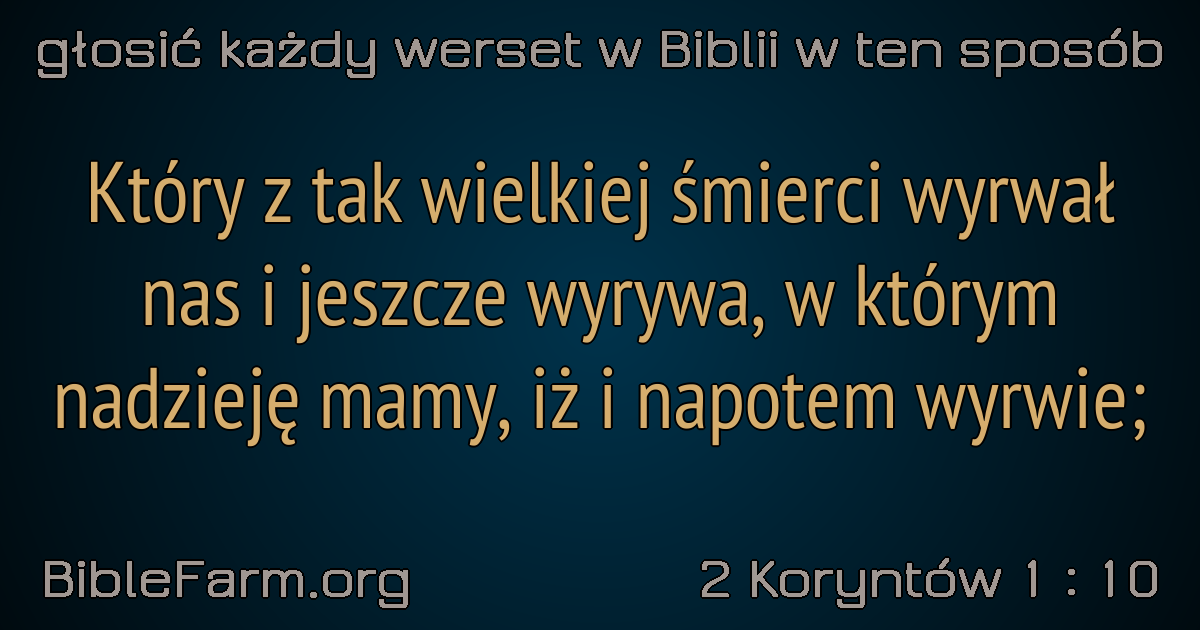 głosić każdy werset w Biblii w ten sposób
Który z tak wielkiej śmierci wyrwał
nas i jeszcze wyrywa, w którym
nadzieję mamy, iż i napotem wyrwie;
BibleFarm.org
2 Koryntów 1 : 10